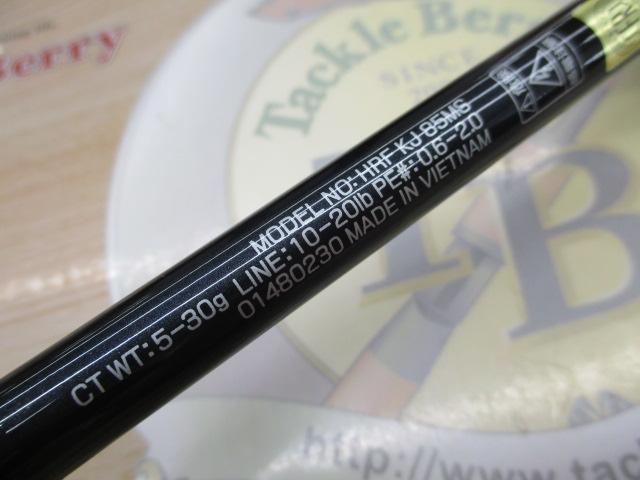 MODEL NO: HRF KJ 85MS
CT WT: 5-30g LINE: 10-20lb PE#: 0.6-2.0
01480230 MADE IN VIETNAM
Berry
Tackle Berry
SINCE
http://www.tackle